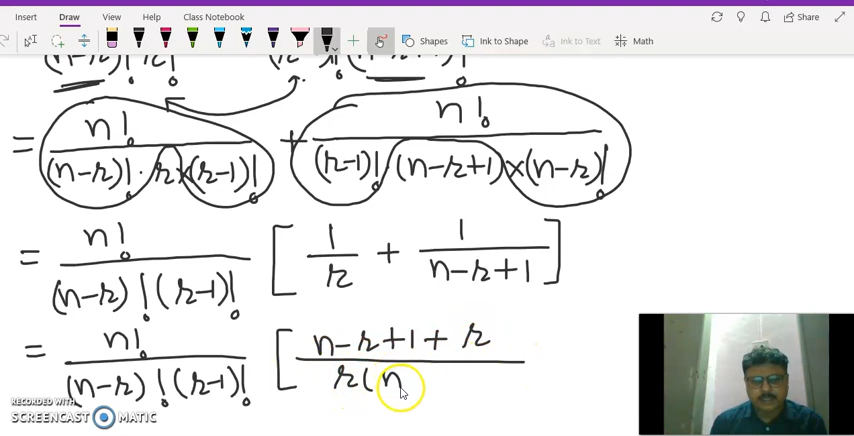 Insert Draw View Help Class Notebook Share
Shapes Ink to Shape Ink to Text Math
= n! / (n-r)! · r × (r-1)! + n! / (r-1)! · (n-r+1) × (n-r)!
= n! / (n-r)! (r-1)! [ 1/r + 1/(n-r+1) ]
= n! / (n-r)! (r-1)! [ n-r+1+r / r(n
RECORDED WITH
SCREENCAST MATIC